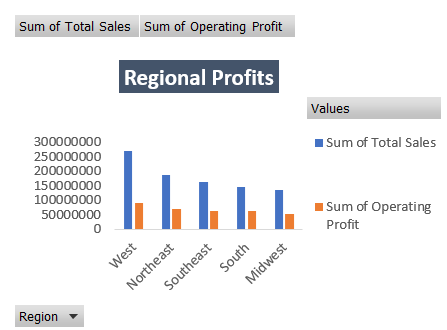 Sum of Total Sales Sum of Operating Profit
Regional Profits
Values
300000000
250000000
200000000
150000000
100000000
50000000
0
Sum of Total Sales
Sum of Operating
Profit
West
Northeast
Southeast
South
Midwest
Region